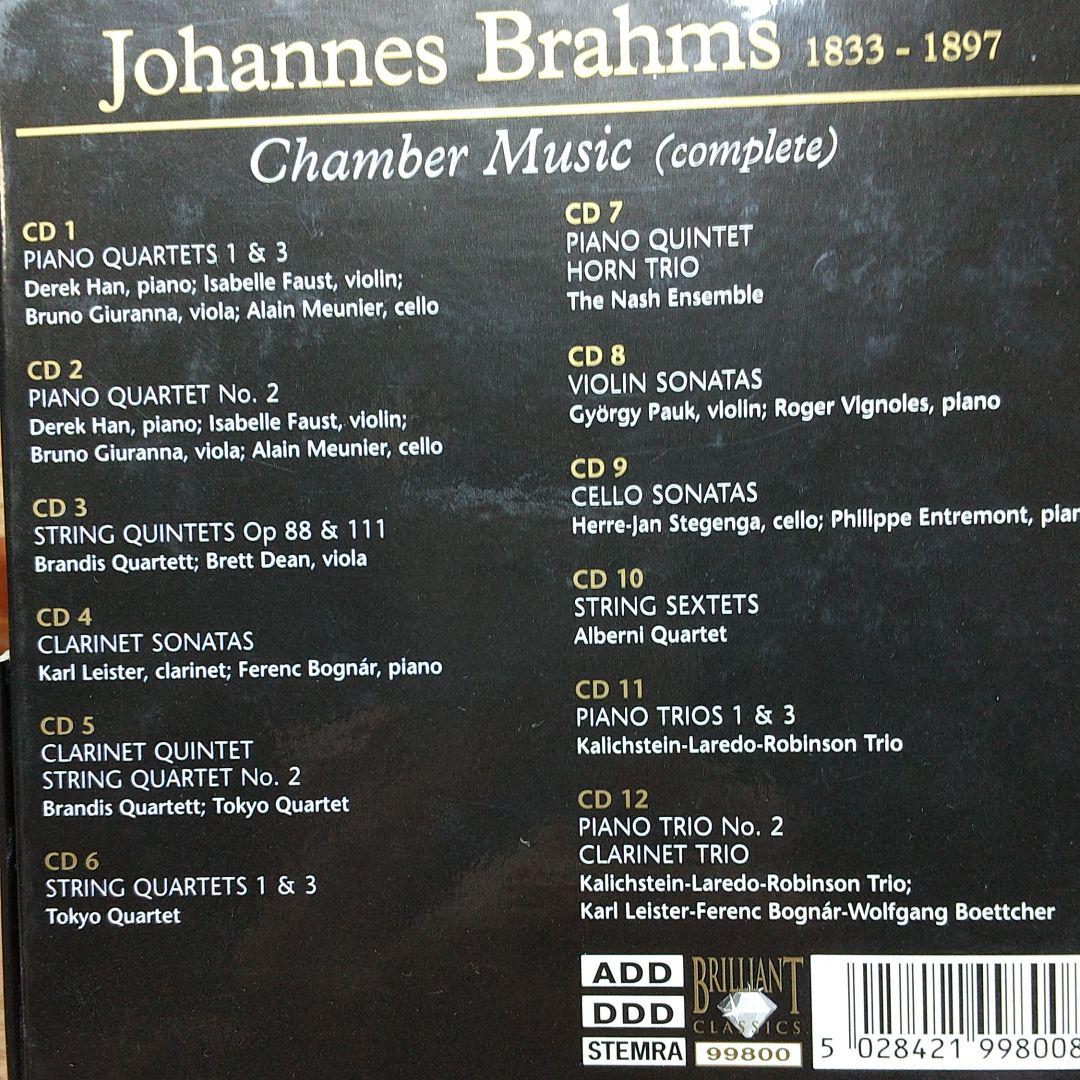 Johannes Brahms 1833 - 1897
Chamber Music (complete)
CD 1
PIANO QUARTETS 1 & 3
Derek Han, piano; Isabelle Faust, violin;
Bruno Giuranna, viola; Alain Meunier, cello
CD 2
PIANO QUARTET No. 2
Derek Han, piano; Isabelle Faust, violin;
Bruno Giuranna, viola; Alain Meunier, cello
CD 3
STRING QUINTETS Op 88 & 111
Brandis Quartett; Brett Dean, viola
CD 4
CLARINET SONATAS
Karl Leister, clarinet; Ferenc Bognár, piano
CD 5
CLARINET QUINTET
STRING QUARTET No. 2
Brandis Quartett; Tokyo Quartet
CD 6
STRING QUARTETS 1 & 3
Tokyo Quartet
CD 7
PIANO QUINTET
HORN TRIO
The Nash Ensemble
CD 8
VIOLIN SONATAS
György Pauk, violin; Roger Vignoles, piano
CD 9
CELLO SONATAS
Herre-Jan Stegenga, cello; Philippe Entremont, pian
CD 10
STRING SEXTETS
Alberni Quartet
CD 11
PIANO TRIOS 1 & 3
Kalichstein-Laredo-Robinson Trio
CD 12
PIANO TRIO No. 2
CLARINET TRIO
Kalichstein-Laredo-Robinson Trio;
Karl Leister-Ferenc Bognár-Wolfgang Boettcher
ADD
DDD
STEMRA
BRILLIANT
CLASSICS
99800
5 028421 998008